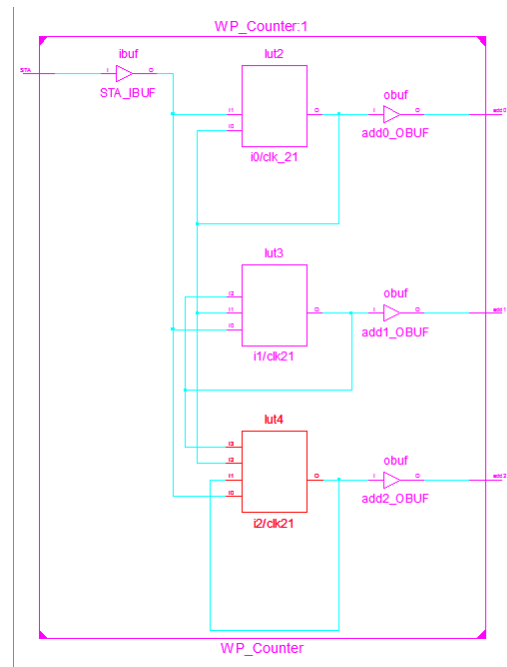 WP_Counter:1
ibuf
STA
I
O
STA_IBUF
lut2
I1
I0
O
i0/clk_21
obuf
I
O
add0
add0_OBUF
lut3
I2
I1
I0
O
i1/clk21
obuf
I
O
add1
add1_OBUF
lut4
I3
I2
I1
I0
O
i2/clk21
obuf
I
O
add2
add2_OBUF
WP_Counter